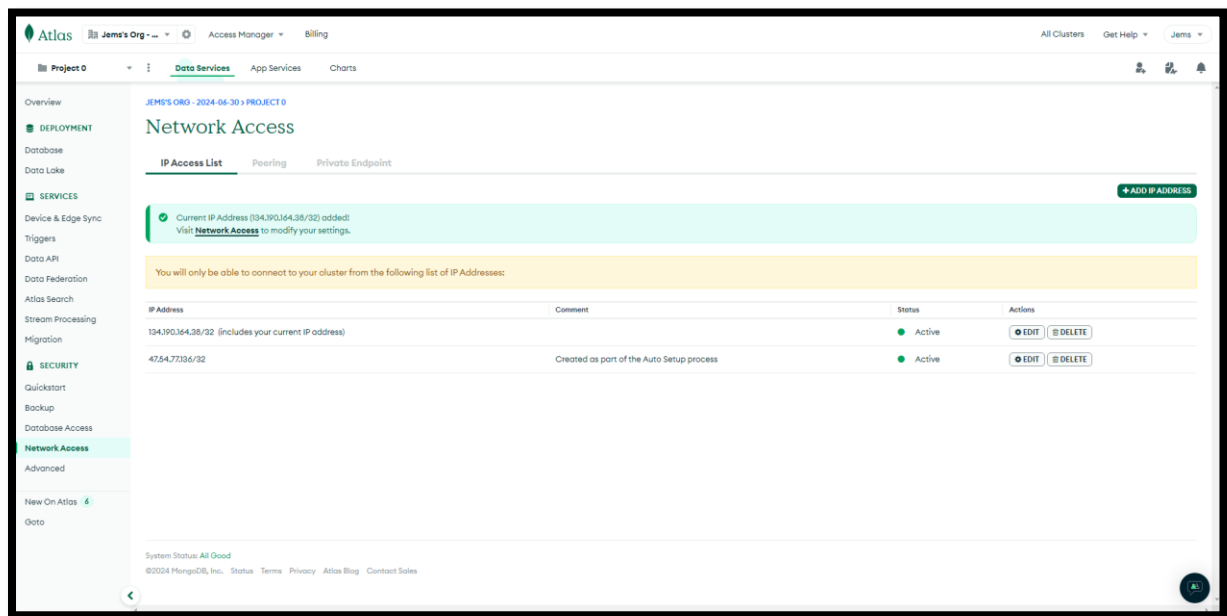 Atlas
Jems's Org - ...
Access Manager
Billing
All Clusters
Get Help
Jems
Project 0
Data Services
App Services
Charts
Overview
DEPLOYMENT
Database
Data Lake
SERVICES
Device & Edge Sync
Triggers
Data API
Data Federation
Atlas Search
Stream Processing
Migration
SECURITY
Quickstart
Backup
Database Access
Network Access
Advanced
New On Atlas 6
Goto
JEMS'S ORG - 2024-06-30 > PROJECT 0
Network Access
IP Access List
Peering
Private Endpoint
+ ADD IP ADDRESS
Current IP Address (134.190.164.38/32) added!
Visit Network Access to modify your settings.
You will only be able to connect to your cluster from the following list of IP Addresses:
IP Address Comment Status Actions
134.190.164.38/32 (includes your current IP address) Active EDIT DELETE
47.54.77.136/32 Created as part of the Auto Setup process Active EDIT DELETE
System Status: All Good
©2024 MongoDB, Inc. Status Terms Privacy Atlas Blog Contact Sales